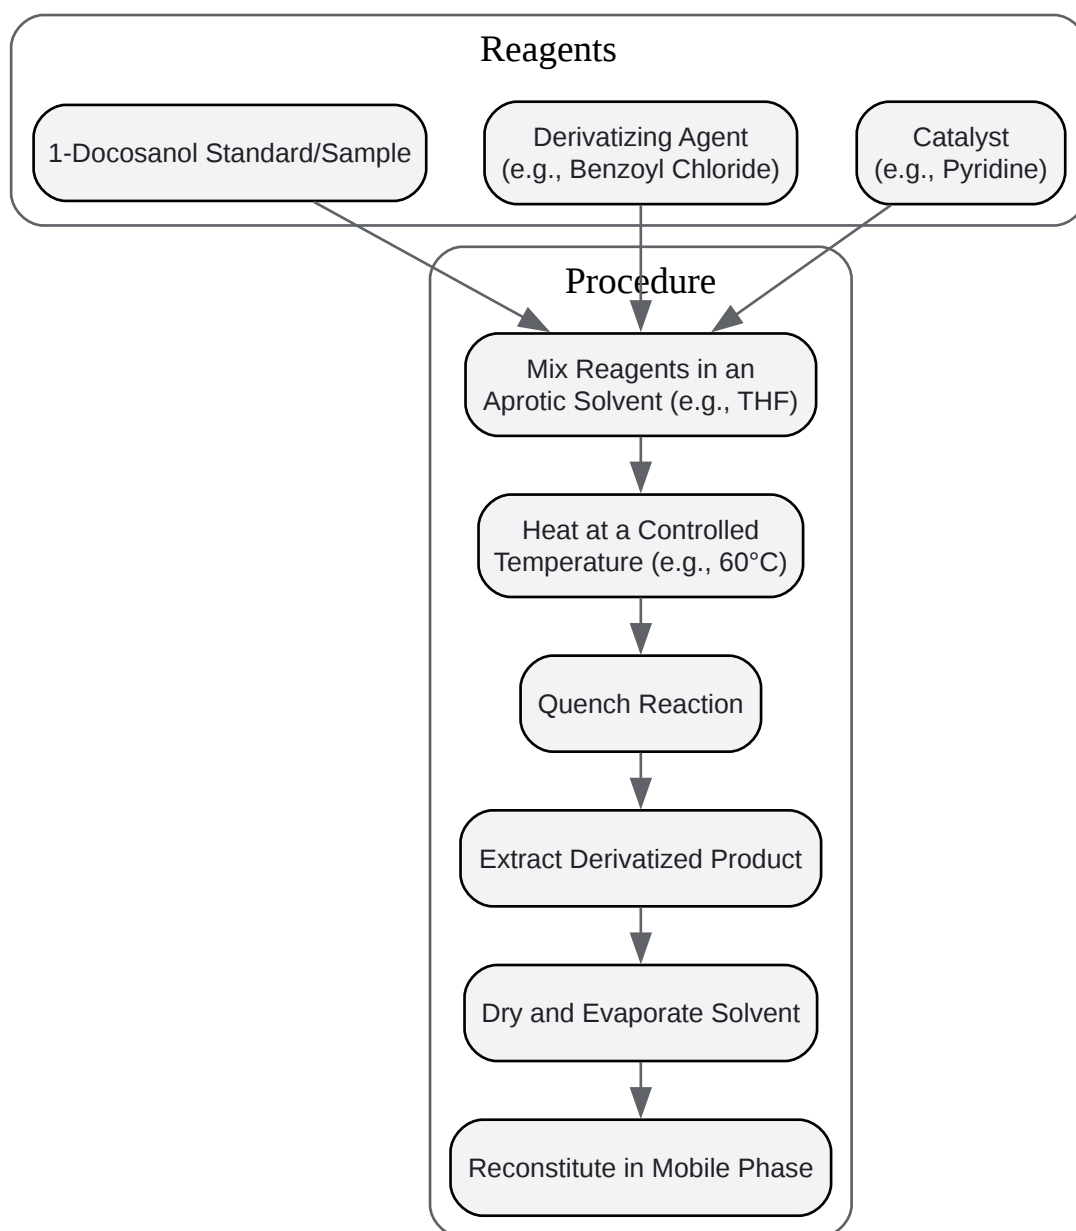 Reagents
1-Docosanol Standard/Sample
Derivatizing Agent
(e.g., Benzoyl Chloride)
Catalyst
(e.g., Pyridine)
Procedure
Mix Reagents in an
Aprotic Solvent (e.g., THF)
Heat at a Controlled
Temperature (e.g., 60°C)
Quench Reaction
Extract Derivatized Product
Dry and Evaporate Solvent
Reconstitute in Mobile Phase